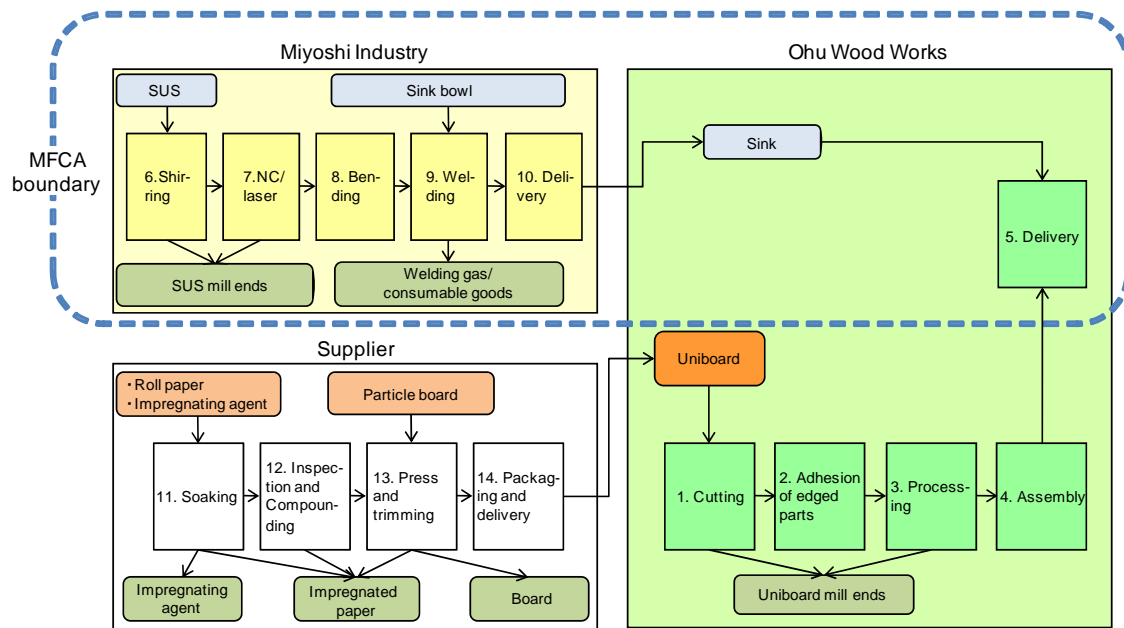 Miyoshi Industry
Ohu Wood Works
SUS
Sink bowl
Sink
MFCA
boundary
6.Shir-
ring
7.NC/
laser
8. Ben-
ding
9. Wel-
ding
10. Deli-
very
5. Delivery
SUS mill ends
Welding gas/
consumable goods
Supplier
Uniboard
・Roll paper
・Impregnating agent
Particle board
11. Soaking
12. Inspe-
ction and
Compoun-
ding
13. Press
and
trimming
14. Packa-
ging and
delivery
1. Cutting
2. Adhesion
of edged
parts
3. Process-
ing
4. Assembly
Impregnating
agent
Impregnated
paper
Board
Uniboard mill ends